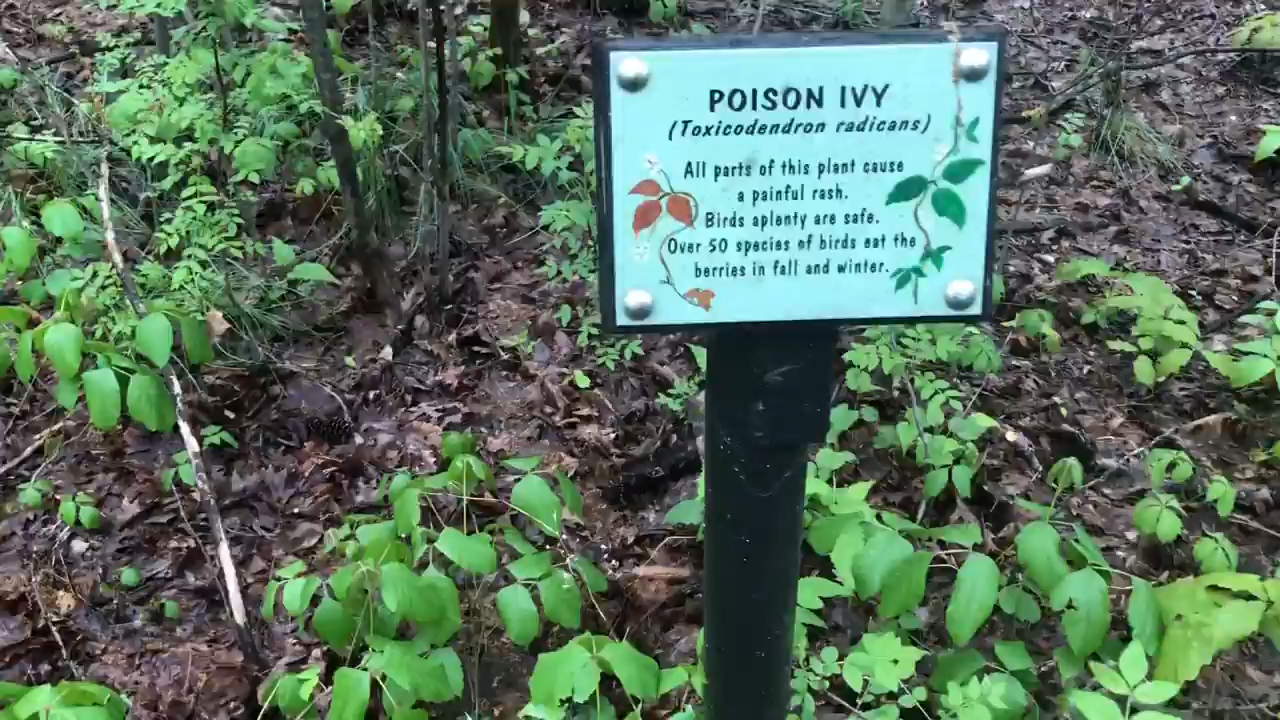 POISON IVY
(Toxicodendron radicans)
All parts of this plant cause
a painful rash.
Birds aplenty are safe.
Over 50 species of birds eat the
berries in fall and winter.